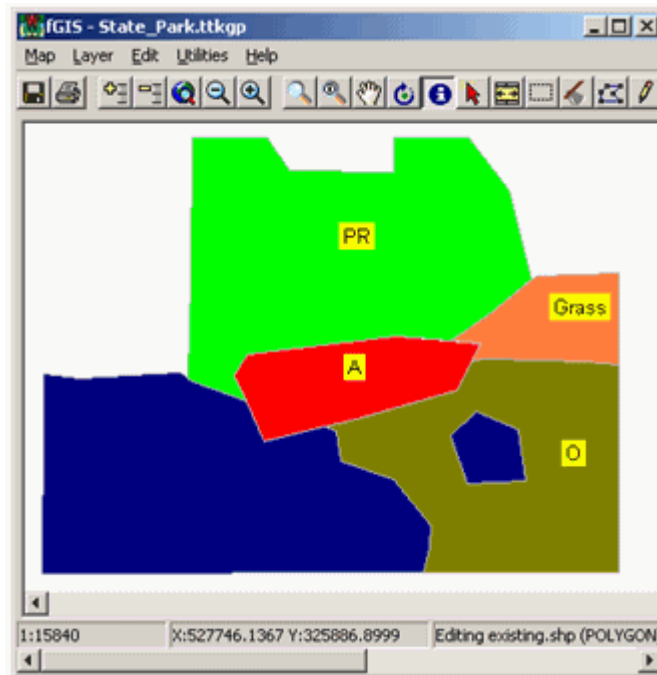 fGIS - State_Park.ttkgp
Map Layer Edit Utilities Help
PR
Grass
A
O
1:15840 X:527746.1367 Y:325886.8999 Editing existing.shp (POLYGON